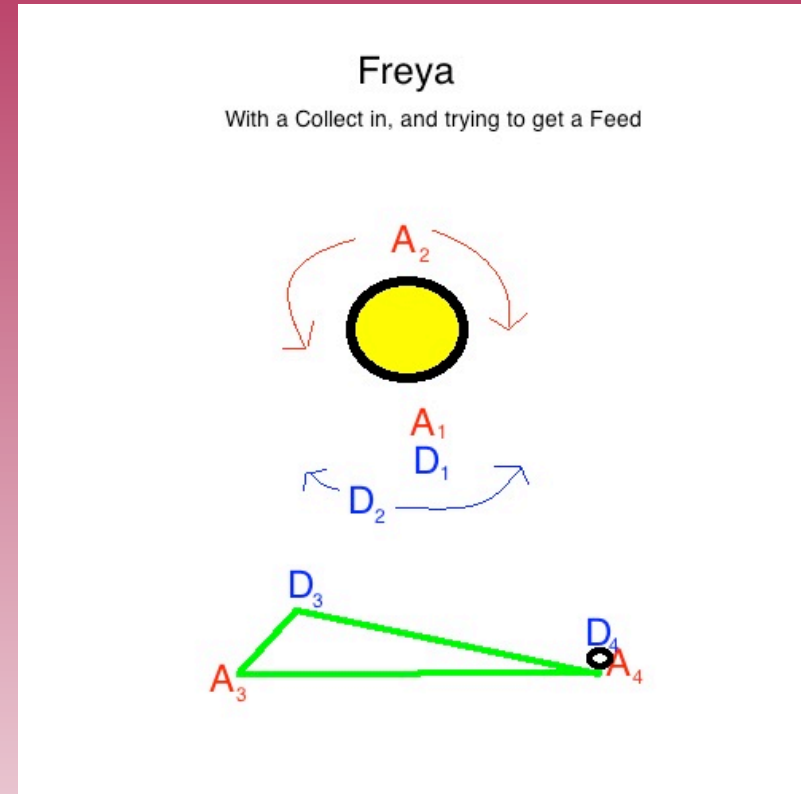 Freya
With a Collect in, and trying to get a Feed
A₂
A₁
D₁
D₂
D₃
D₄
A₃
A₄